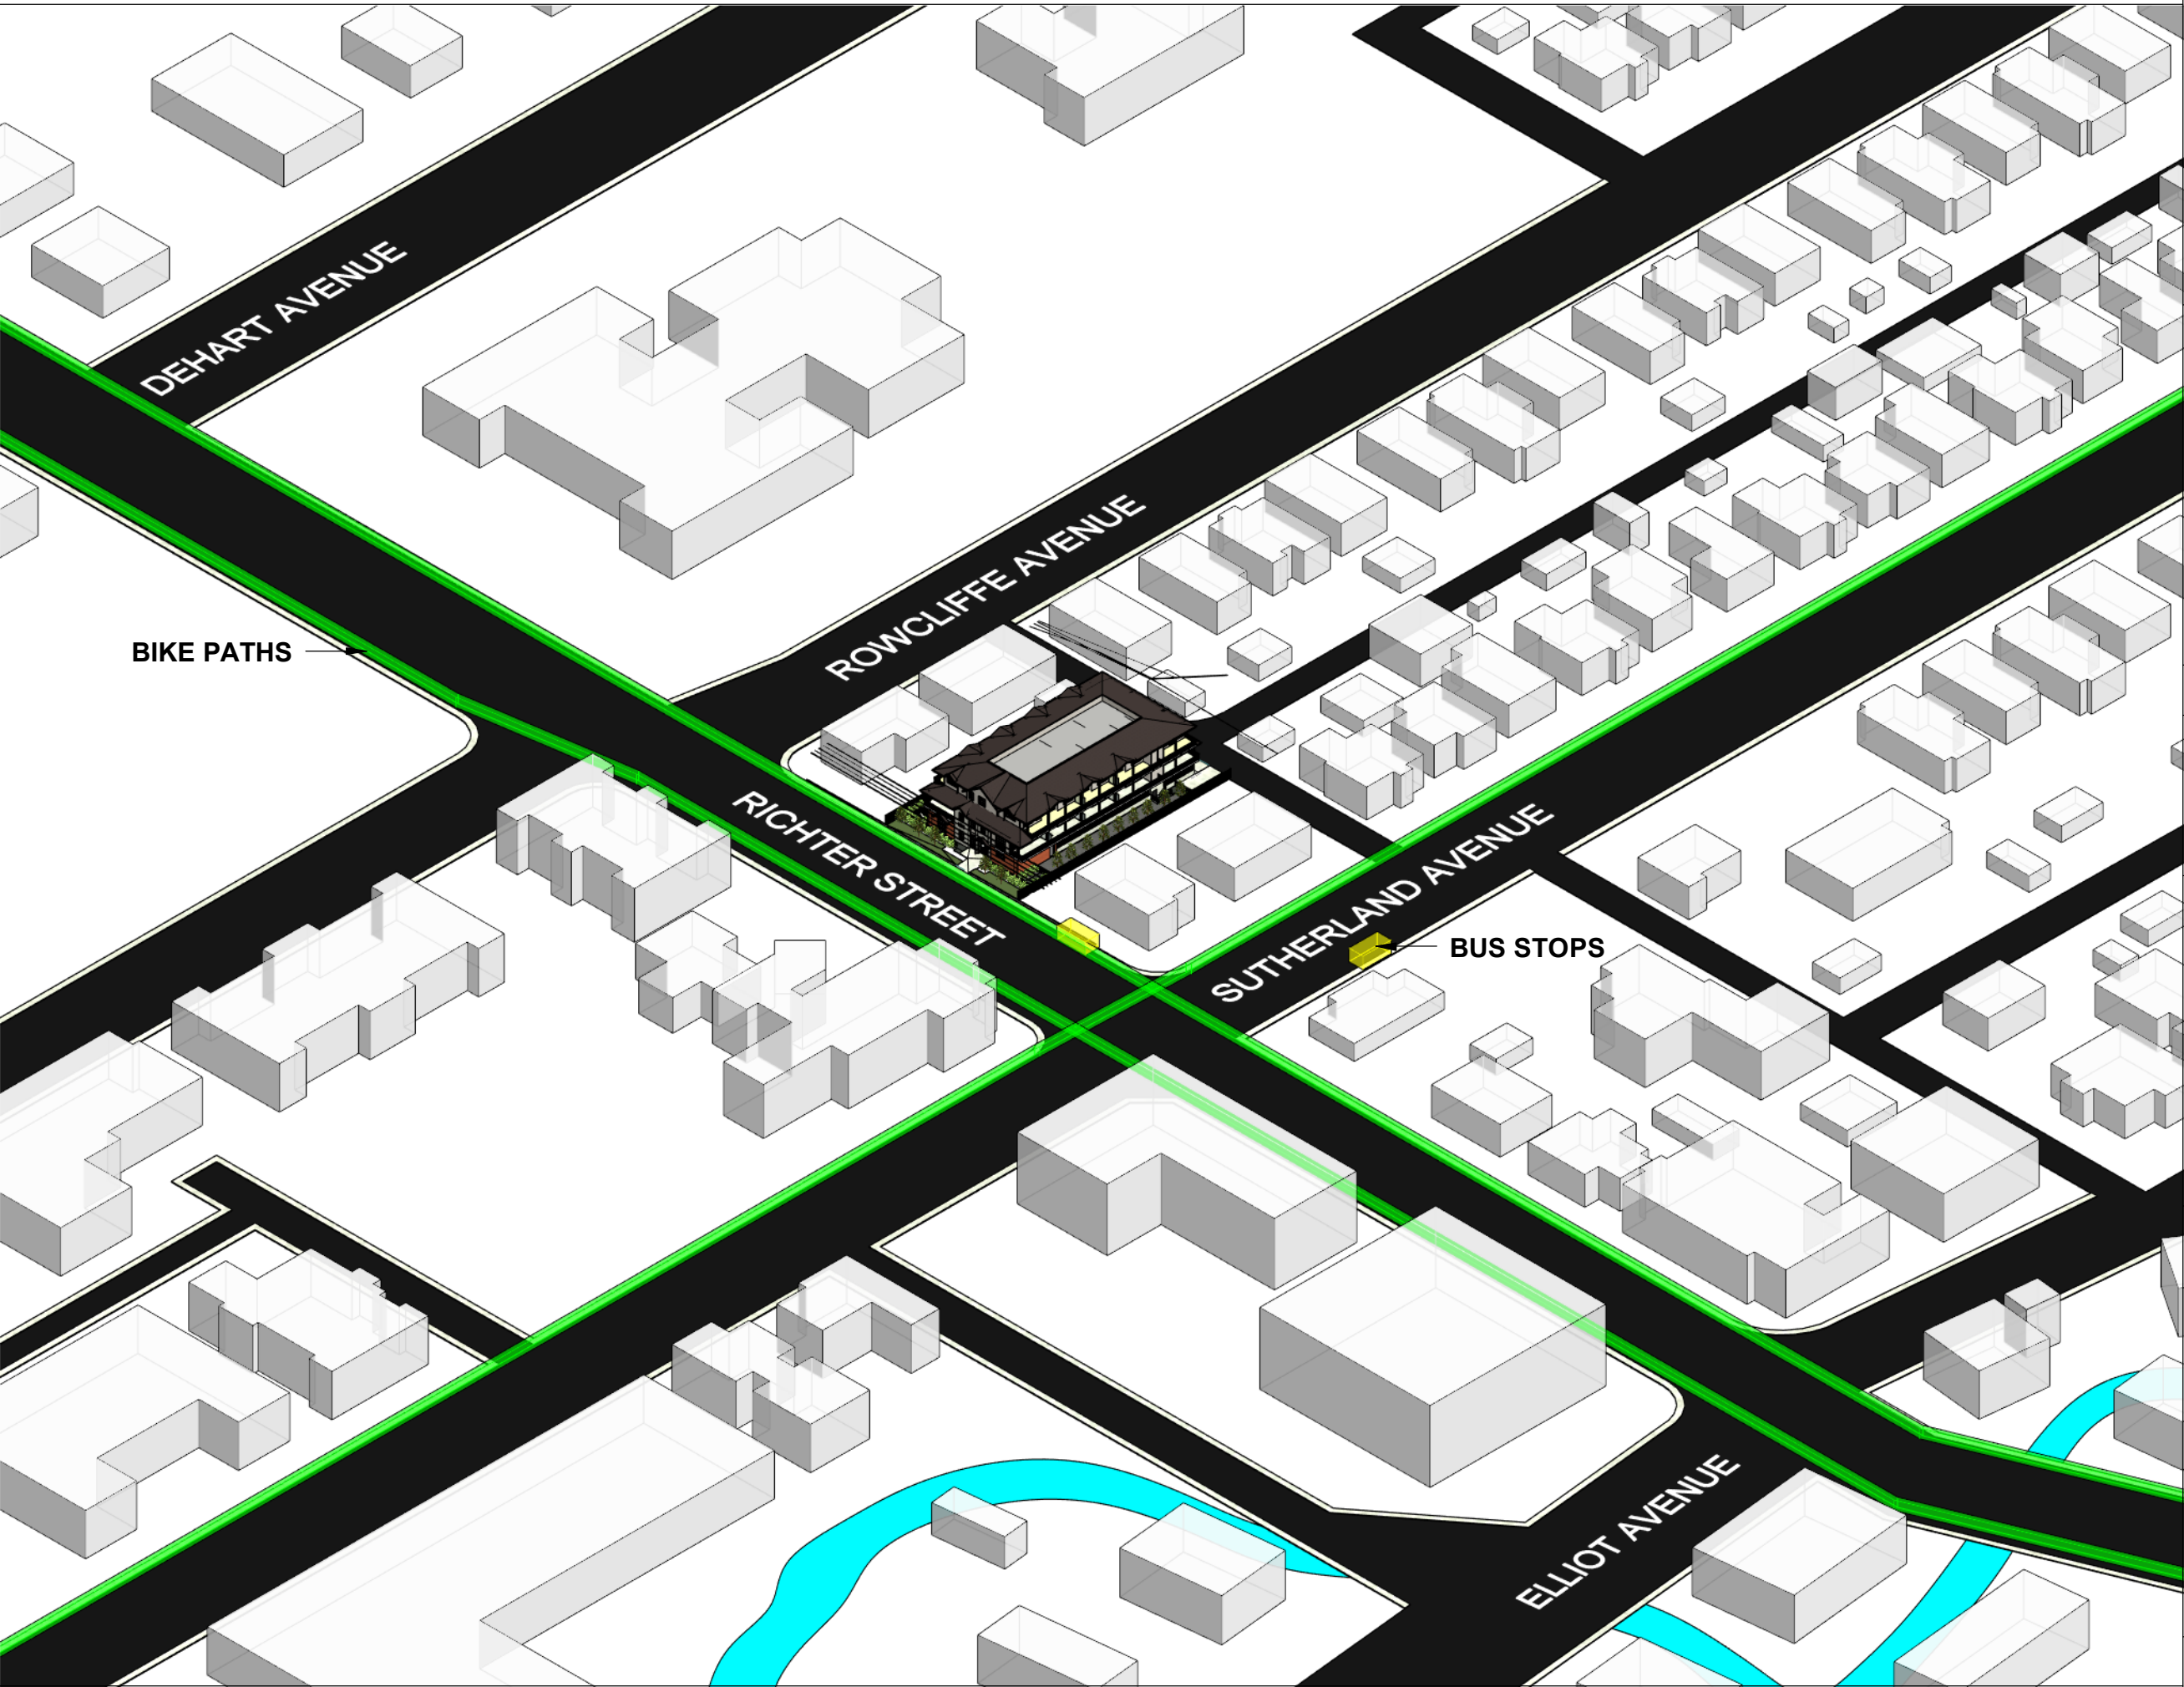 DEHART AVENUE
ROWCLIFFE AVENUE
BIKE PATHS
RICHTER STREET
SUTHERLAND AVENUE
BUS STOPS
ELLIOT AVENUE